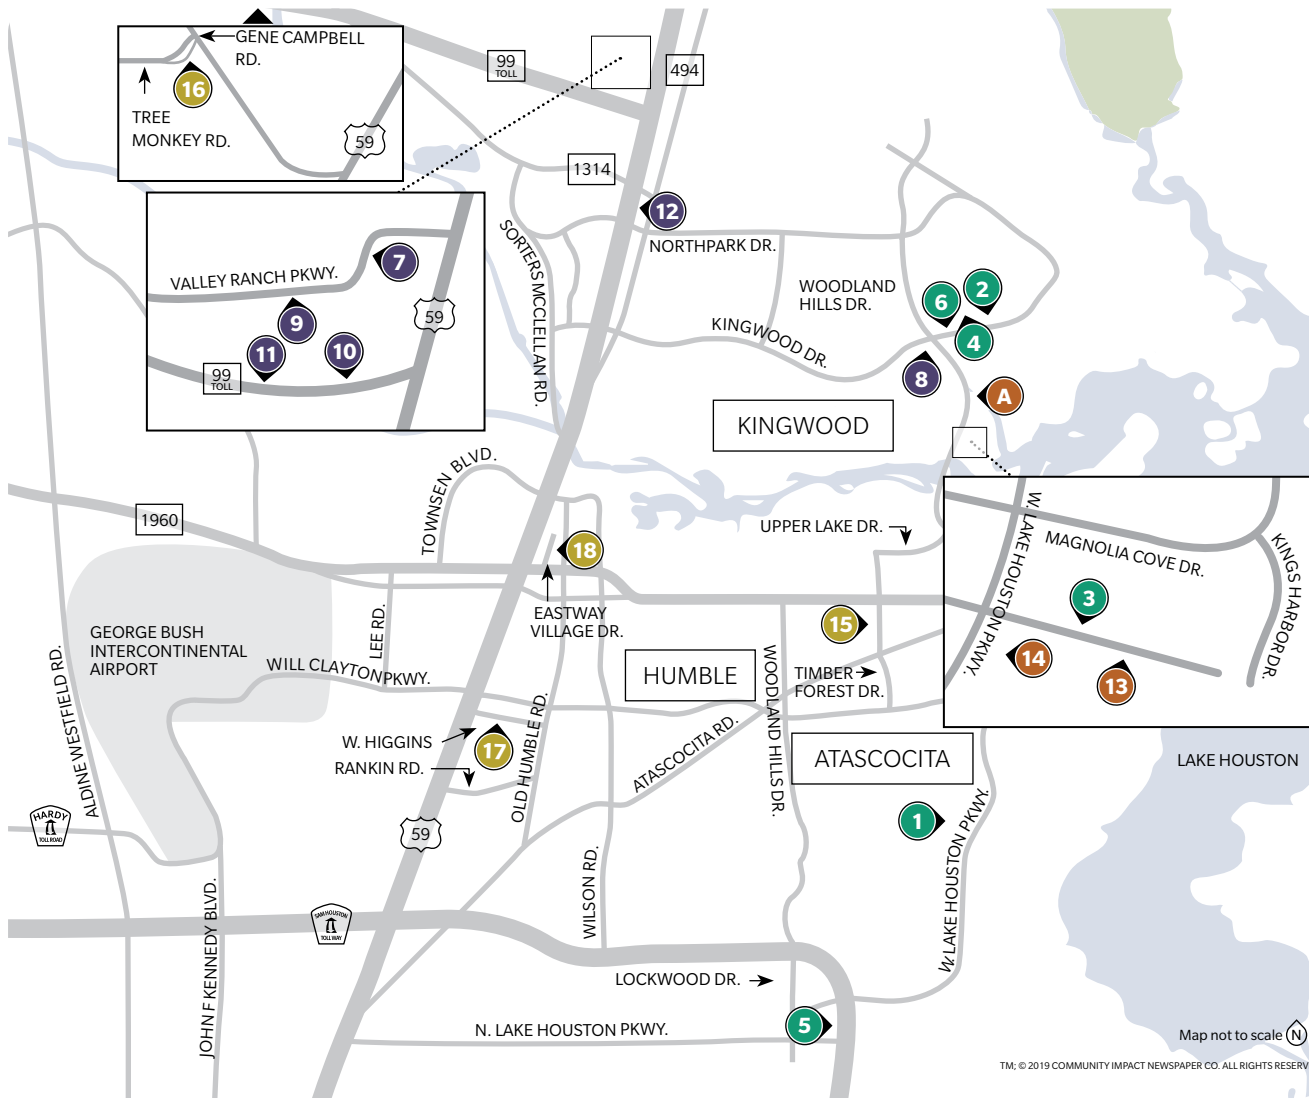 GENE CAMPBELL
RD.
99
TOLL
494
16
TREE
MONKEY RD.
59
1314
12
NORTHPARK DR.
SORTERS MCCLELLAN RD.
7
VALLEY RANCH PKWY.
9
59
11
10
99
TOLL
WOODLAND
HILLS DR.
6
2
4
KINGWOOD DR.
8
A
KINGWOOD
TOWNSEN BLVD.
1960
UPPER LAKE DR.
18
W. LAKE HOUSTON PKWY.
MAGNOLIA COVE DR.
KINGS HARBOR DR.
3
14
13
EASTWAY
VILLAGE DR.
15
GEORGE BUSH
INTERCONTINENTAL
AIRPORT
LEE RD.
WILL CLAYTON PKWY.
HUMBLE
TIMBER
FOREST DR.
WOODLAND HILLS DR.
ALDINE WESTFIELD RD.
W. HIGGINS
17
RANKIN RD.
OLD HUMBLE RD.
ATASCOCITA RD.
ATASCOCITA
LAKE HOUSTON
1
W. LAKE HOUSTON PKWY.
HARDY
TOLL ROAD
59
JOHN F KENNEDY BLVD.
SAM HOUSTON
TOLL WAY
WILSON RD.
LOCKWOOD DR.
5
N. LAKE HOUSTON PKWY.
Map not to scale N
TM; © 2019 COMMUNITY IMPACT NEWSPAPER CO. ALL RIGHTS RESERV